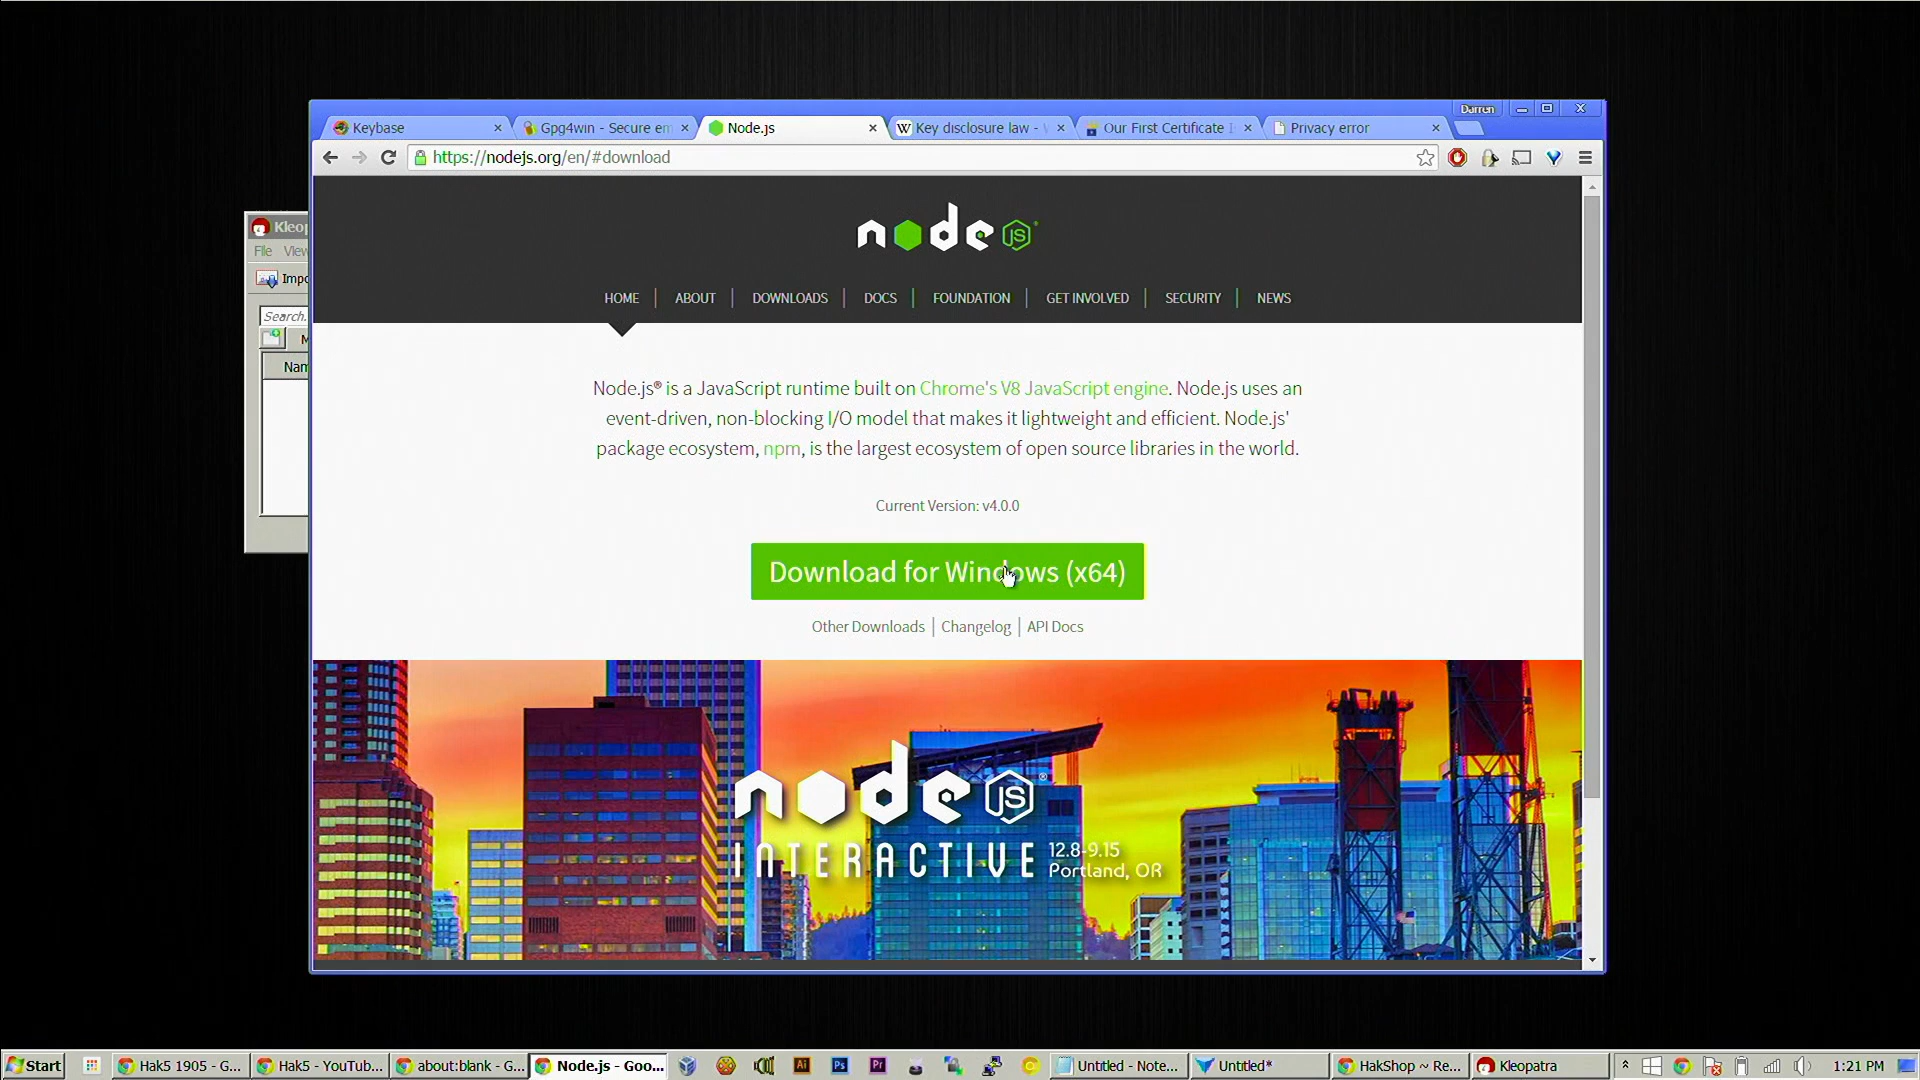 Darren
Keybase
Gpg4win - Secure em
Node.js
Key disclosure law -
Our First Certificate
Privacy error
https://nodejs.org/en/#download
Kleop
File View
Impo
Search.
Nam
node JS
HOME
ABOUT
DOWNLOADS
DOCS
FOUNDATION
GET INVOLVED
SECURITY
NEWS
Node.js® is a JavaScript runtime built on Chrome's V8 JavaScript engine. Node.js uses an
event-driven, non-blocking I/O model that makes it lightweight and efficient. Node.js'
package ecosystem, npm, is the largest ecosystem of open source libraries in the world.
Current Version: v4.0.0
Download for Windows (x64)
Other Downloads | Changelog | API Docs
node JS®
INTERACTIVE
12.8-9.15
Portland, OR
Start
Hak5 1905 - G...
Hak5 - YouTub...
about:blank - G...
Node.js - Goo...
Ai
Ps
Pr
Untitled - Note...
Untitled*
HakShop ~ Re...
Kleopatra
1:21 PM